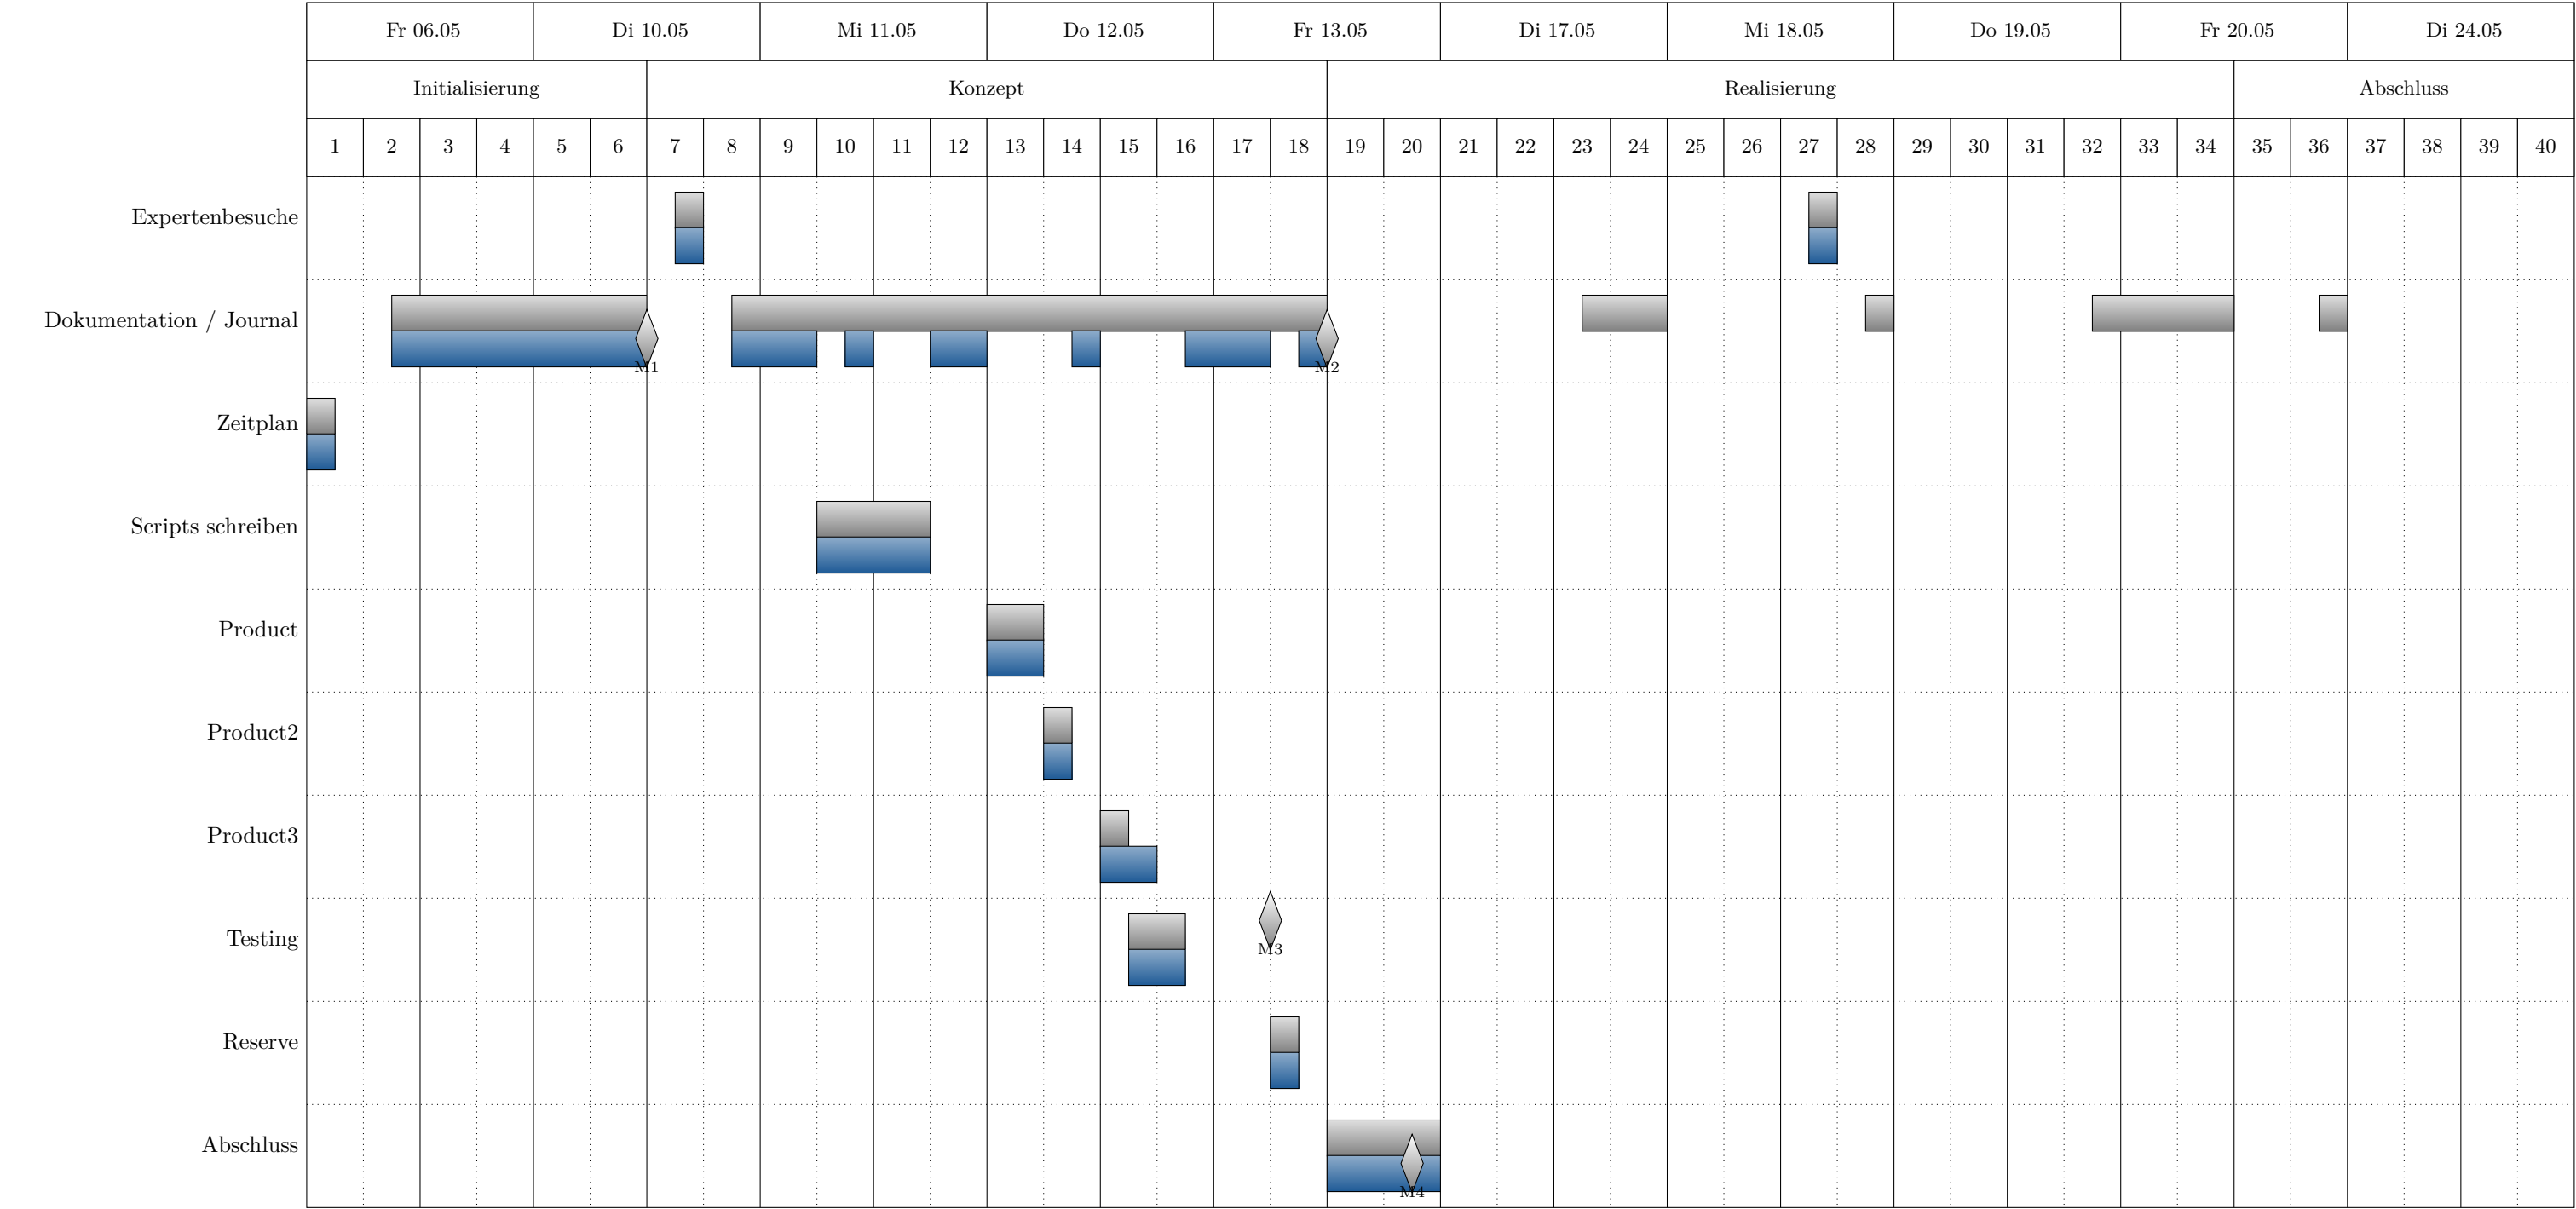 Fr 06.05 Di 10.05 Mi 11.05 Do 12.05 Fr 13.05 Di 17.05 Mi 18.05 Do 19.05 Fr 20.05 Di 24.05
Initialisierung Konzept Realisierung Abschluss
1 2 3 4 5 6 7 8 9 10 11 12 13 14 15 16 17 18 19 20 21 22 23 24 25 26 27 28 29 30 31 32 33 34 35 36 37 38 39 40
Expertenbesuche
Dokumentation / Journal
M1 M2
Zeitplan
Scripts schreiben
Product
Product2
Product3
Testing
M3
Reserve
Abschluss
M4